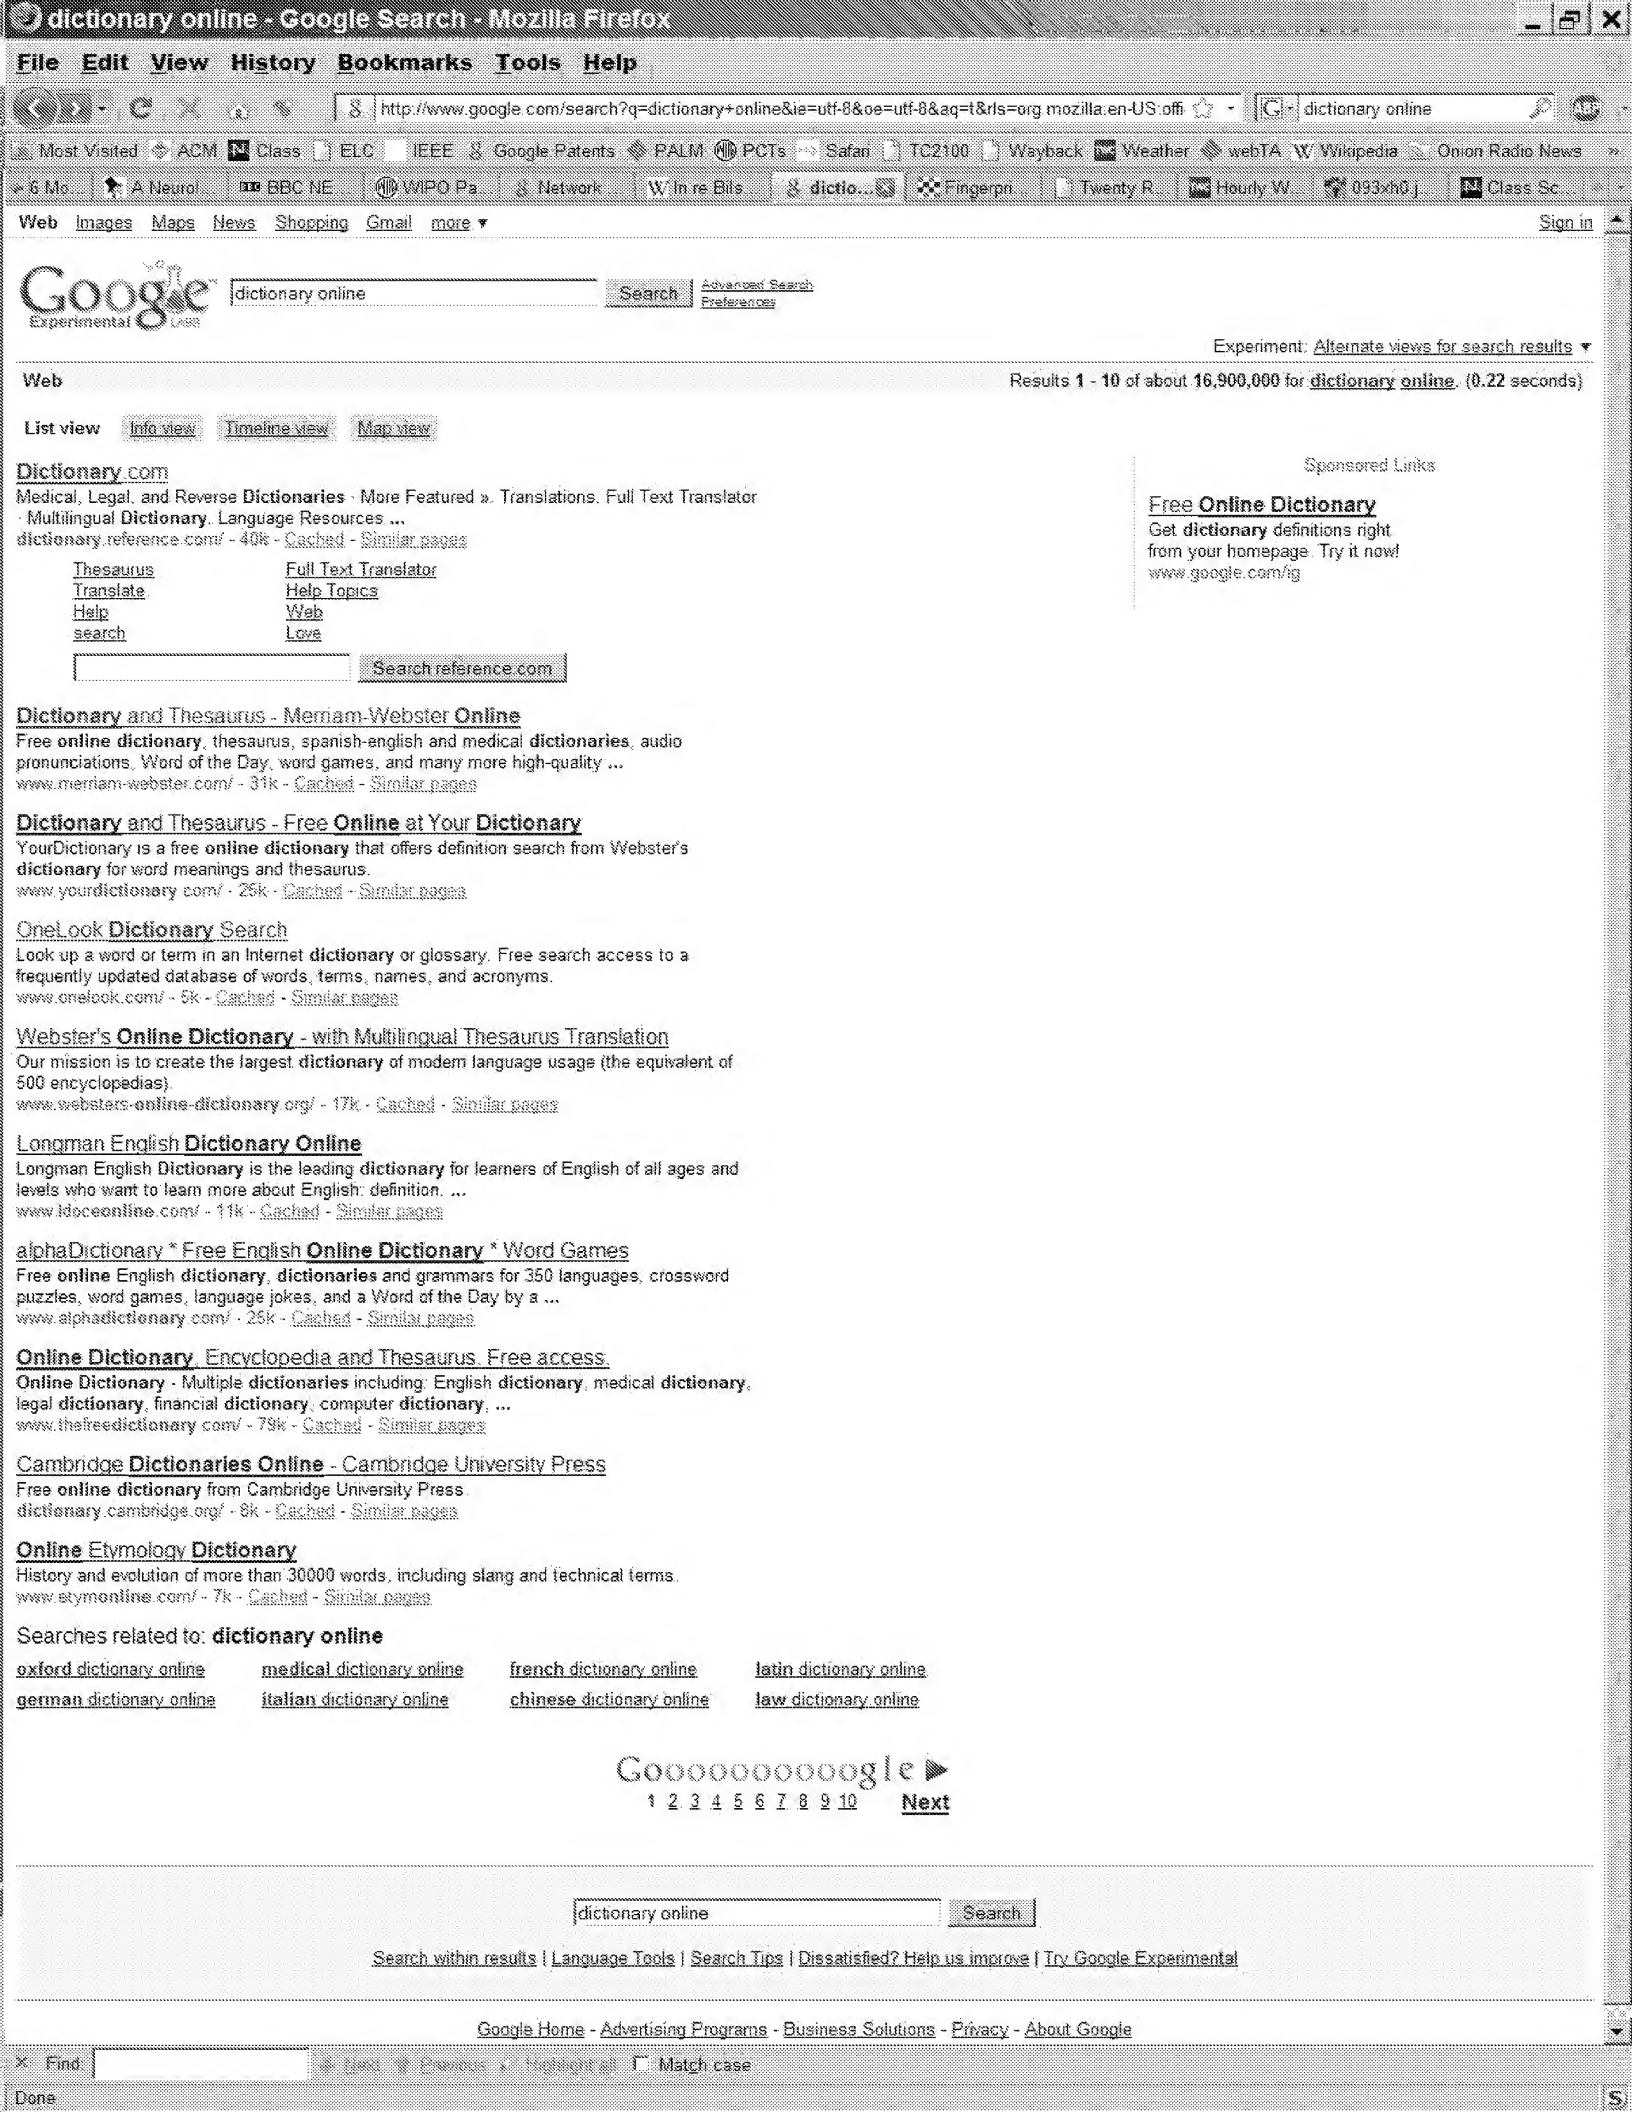 dictionary online - Google Search - Mozilla Firefox
File Edit View History Bookmarks Tools Help
http://www.google.com/search?q=dictionary+online&ie=utf-8&oe=utf-8&aq=t&rls=org.mozilla:en-US:offi dictionary online
Most Visited ACM Class ELC IEEE Google Patents PALM PCTs Safari TC2100 Wayback Weather webTA Wikipedia Onion Radio News »
6 Mo... A Neurol... BBC NE... WIPO Pa... Network ... In re Bils... dictio... Fingerpri... Twenty R... Hourly W... 093xh0.j... Class Sc...
Web Images Maps News Shopping Gmail more ▼ Sign in
Google dictionary online Search Advanced Search
Preferences
Experimental LABS
Experiment: Alternate views for search results ▼
Web Results 1 - 10 of about 16,900,000 for dictionary online. (0.22 seconds)
List view Info view Timeline view Map view
Sponsored Links
Free Online Dictionary
Get dictionary definitions right
from your homepage. Try it now!
www.google.com/ig
Dictionary.com
Medical, Legal, and Reverse Dictionaries · More Featured ». Translations. Full Text Translator
· Multilingual Dictionary. Language Resources ...
dictionary.reference.com/ - 40k - Cached - Similar pages
Thesaurus Full Text Translator
Translate Help Topics
Help Web
search Love
Search reference.com
Dictionary and Thesaurus - Merriam-Webster Online
Free online dictionary, thesaurus, spanish-english and medical dictionaries, audio
pronunciations, Word of the Day, word games, and many more high-quality ...
www.merriam-webster.com/ - 31k - Cached - Similar pages
Dictionary and Thesaurus - Free Online at Your Dictionary
YourDictionary is a free online dictionary that offers definition search from Webster's
dictionary for word meanings and thesaurus.
www.yourdictionary.com/ - 25k - Cached - Similar pages
OneLook Dictionary Search
Look up a word or term in an Internet dictionary or glossary. Free search access to a
frequently updated database of words, terms, names, and acronyms.
www.onelook.com/ - 5k - Cached - Similar pages
Webster's Online Dictionary - with Multilingual Thesaurus Translation
Our mission is to create the largest dictionary of modern language usage (the equivalent of
500 encyclopedias).
www.websters-online-dictionary.org/ - 17k - Cached - Similar pages
Longman English Dictionary Online
Longman English Dictionary is the leading dictionary for learners of English of all ages and
levels who want to learn more about English: definition, ...
www.ldoceonline.com/ - 11k - Cached - Similar pages
alphaDictionary * Free English Online Dictionary * Word Games
Free online English dictionary, dictionaries and grammars for 350 languages, crossword
puzzles, word games, language jokes, and a Word of the Day by a ...
www.alphadictionary.com/ - 25k - Cached - Similar pages
Online Dictionary, Encyclopedia and Thesaurus. Free access.
Online Dictionary - Multiple dictionaries including: English dictionary, medical dictionary,
legal dictionary, financial dictionary, computer dictionary, ...
www.thefreedictionary.com/ - 79k - Cached - Similar pages
Cambridge Dictionaries Online - Cambridge University Press
Free online dictionary from Cambridge University Press.
dictionary.cambridge.org/ - 8k - Cached - Similar pages
Online Etymology Dictionary
History and evolution of more than 30000 words, including slang and technical terms.
www.etymonline.com/ - 7k - Cached - Similar pages
Searches related to: dictionary online
oxford dictionary online medical dictionary online french dictionary online latin dictionary online
german dictionary online italian dictionary online chinese dictionary online law dictionary online
Goooooooooogle ▶
1 2 3 4 5 6 7 8 9 10 Next
dictionary online Search
Search within results | Language Tools | Search Tips | Dissatisfied? Help us improve | Try Google Experimental
Google Home - Advertising Programs - Business Solutions - Privacy - About Google
× Find: Next Previous Highlight all Match case
Done